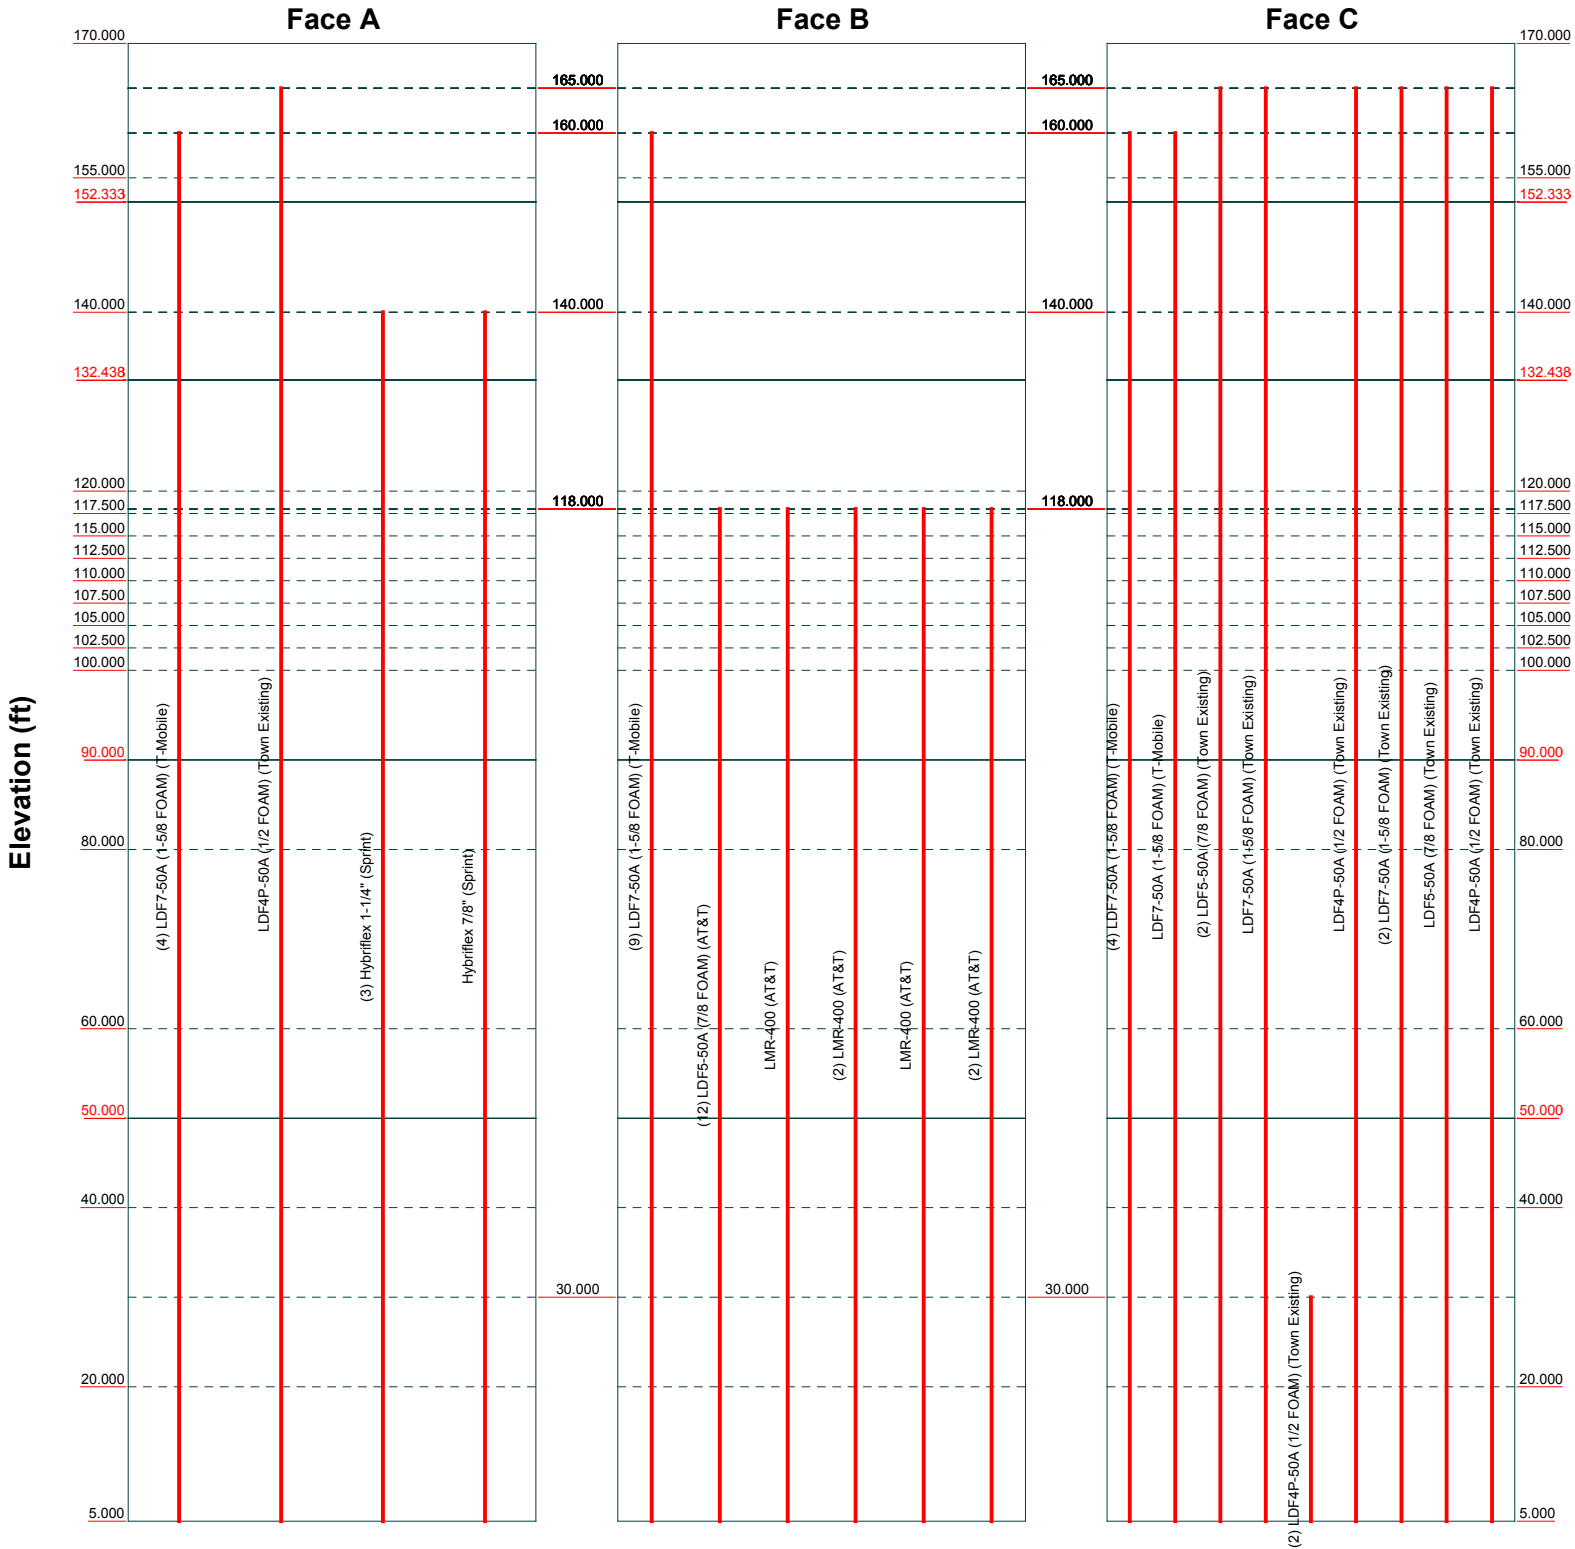 Face A
Face B
Face C
Elevation (ft)
170.000
155.000
152.333
140.000
132.438
120.000
117.500
115.000
112.500
110.000
107.500
105.000
102.500
100.000
90.000
80.000
60.000
50.000
40.000
20.000
5.000
(4) LDF7-50A (1-5/8 FOAM) (T-Mobile)
LDF4P-50A (1/2 FOAM) (Town Existing)
(3) Hybriflex 1-1/4" (Sprint)
Hybriflex 7/8" (Sprint)
165.000
160.000
140.000
118.000
30.000
(9) LDF7-50A (1-5/8 FOAM) (T-Mobile)
(12) LDF5-50A (7/8 FOAM) (AT&T)
LMR-400 (AT&T)
(2) LMR-400 (AT&T)
LMR-400 (AT&T)
(2) LMR-400 (AT&T)
165.000
160.000
140.000
118.000
30.000
(4) LDF7-50A (1-5/8 FOAM) (T-Mobile)
LDF7-50A (1-5/8 FOAM) (T-Mobile)
(2) LDF5-50A (7/8 FOAM) (Town Existing)
LDF7-50A (1-5/8 FOAM) (Town Existing)
(2) LDF4P-50A (1/2 FOAM) (Town Existing)
LDF4P-50A (1/2 FOAM) (Town Existing)
(2) LDF7-50A (1-5/8 FOAM) (Town Existing)
LDF5-50A (7/8 FOAM) (Town Existing)
LDF4P-50A (1/2 FOAM) (Town Existing)
170.000
155.000
152.333
140.000
132.438
120.000
117.500
115.000
112.500
110.000
107.500
105.000
102.500
100.000
90.000
80.000
60.000
50.000
40.000
20.000
5.000